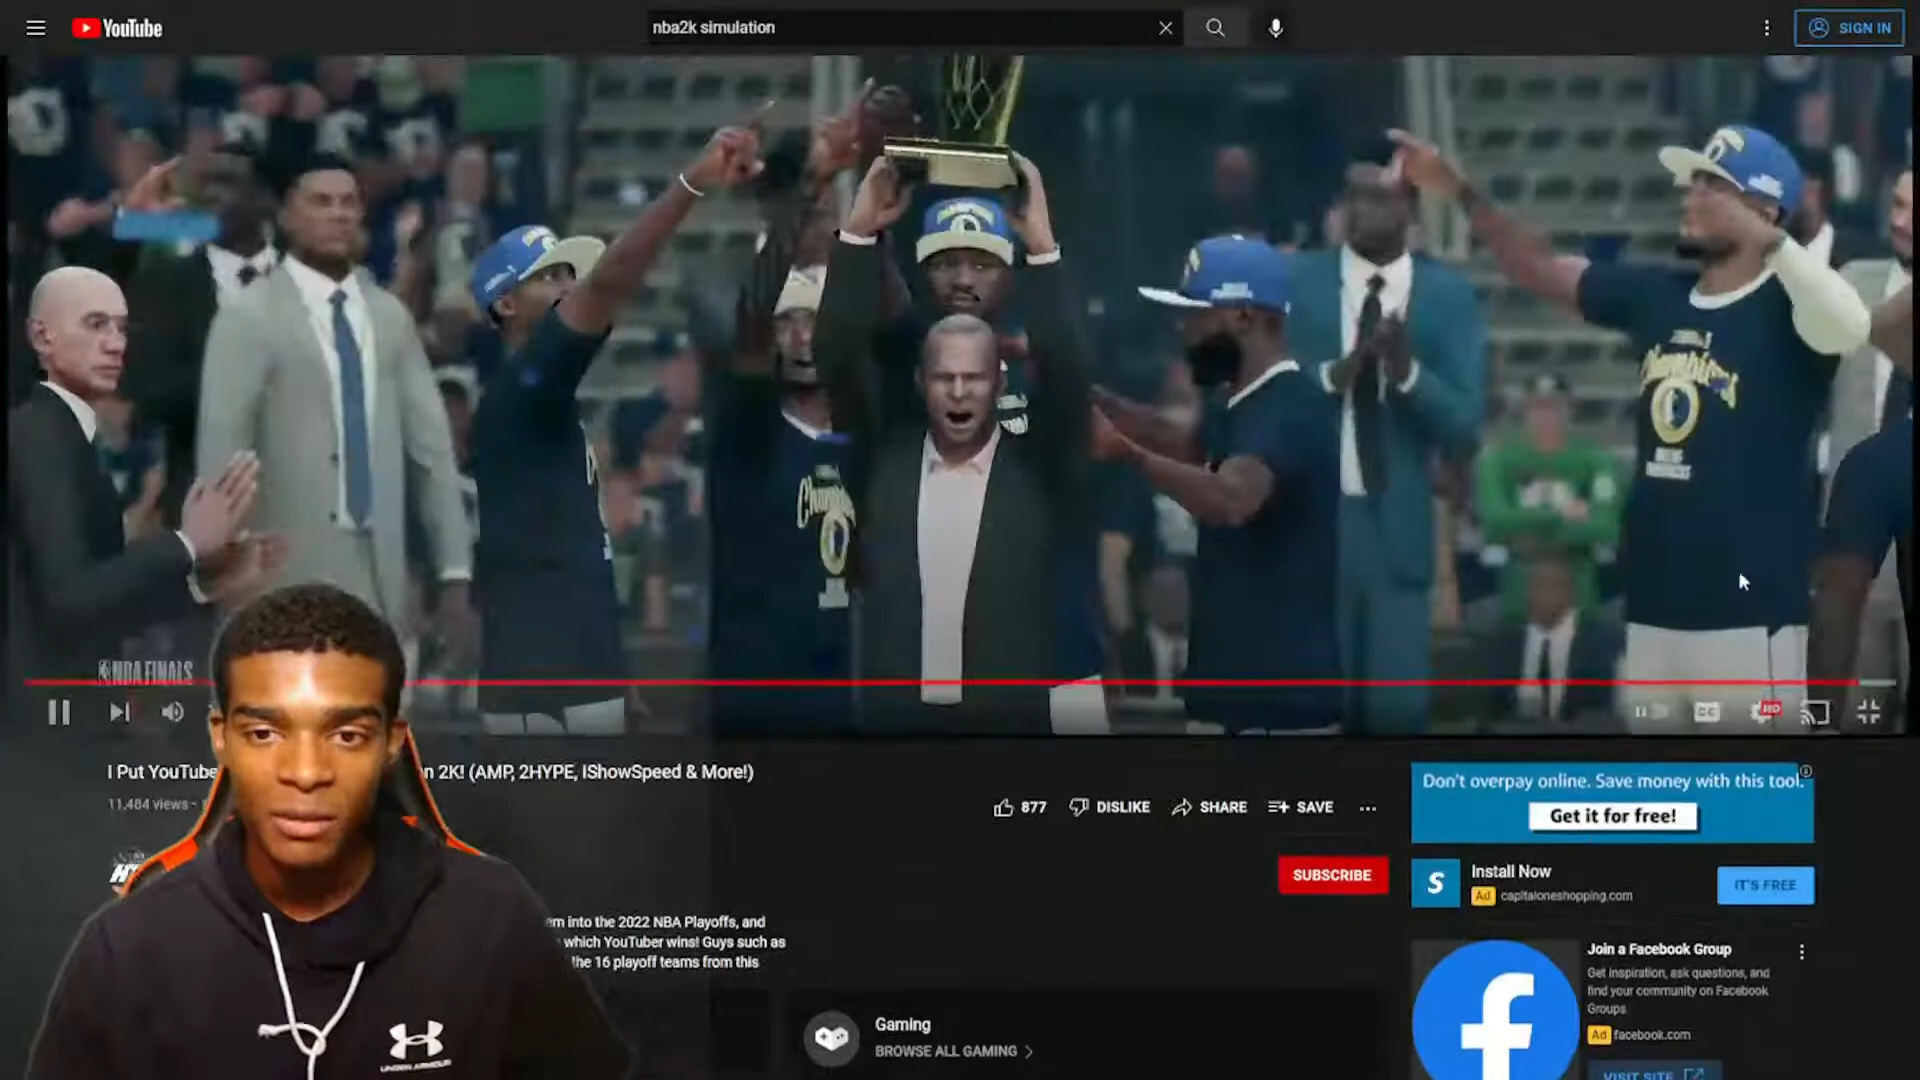 YouTube
nba2k simulation
SIGN IN
Champions
NBA FINALS
CC
HD
I Put YouTube
n 2K! (AMP, 2HYPE, IShowSpeed & More!)
11,484 views
877
DISLIKE
SHARE
SAVE
SUBSCRIBE
em into the 2022 NBA Playoffs, and
which YouTuber wins! Guys such as
the 16 playoff teams from this
UNDER ARMOUR
Gaming
BROWSE ALL GAMING
Don't overpay online. Save money with this tool.
Get it for free!
S
Install Now
Ad capitaloneshopping.com
IT'S FREE
Join a Facebook Group
Get inspiration, ask questions, and
find your community on Facebook
Groups.
Ad facebook.com
VISIT SITE